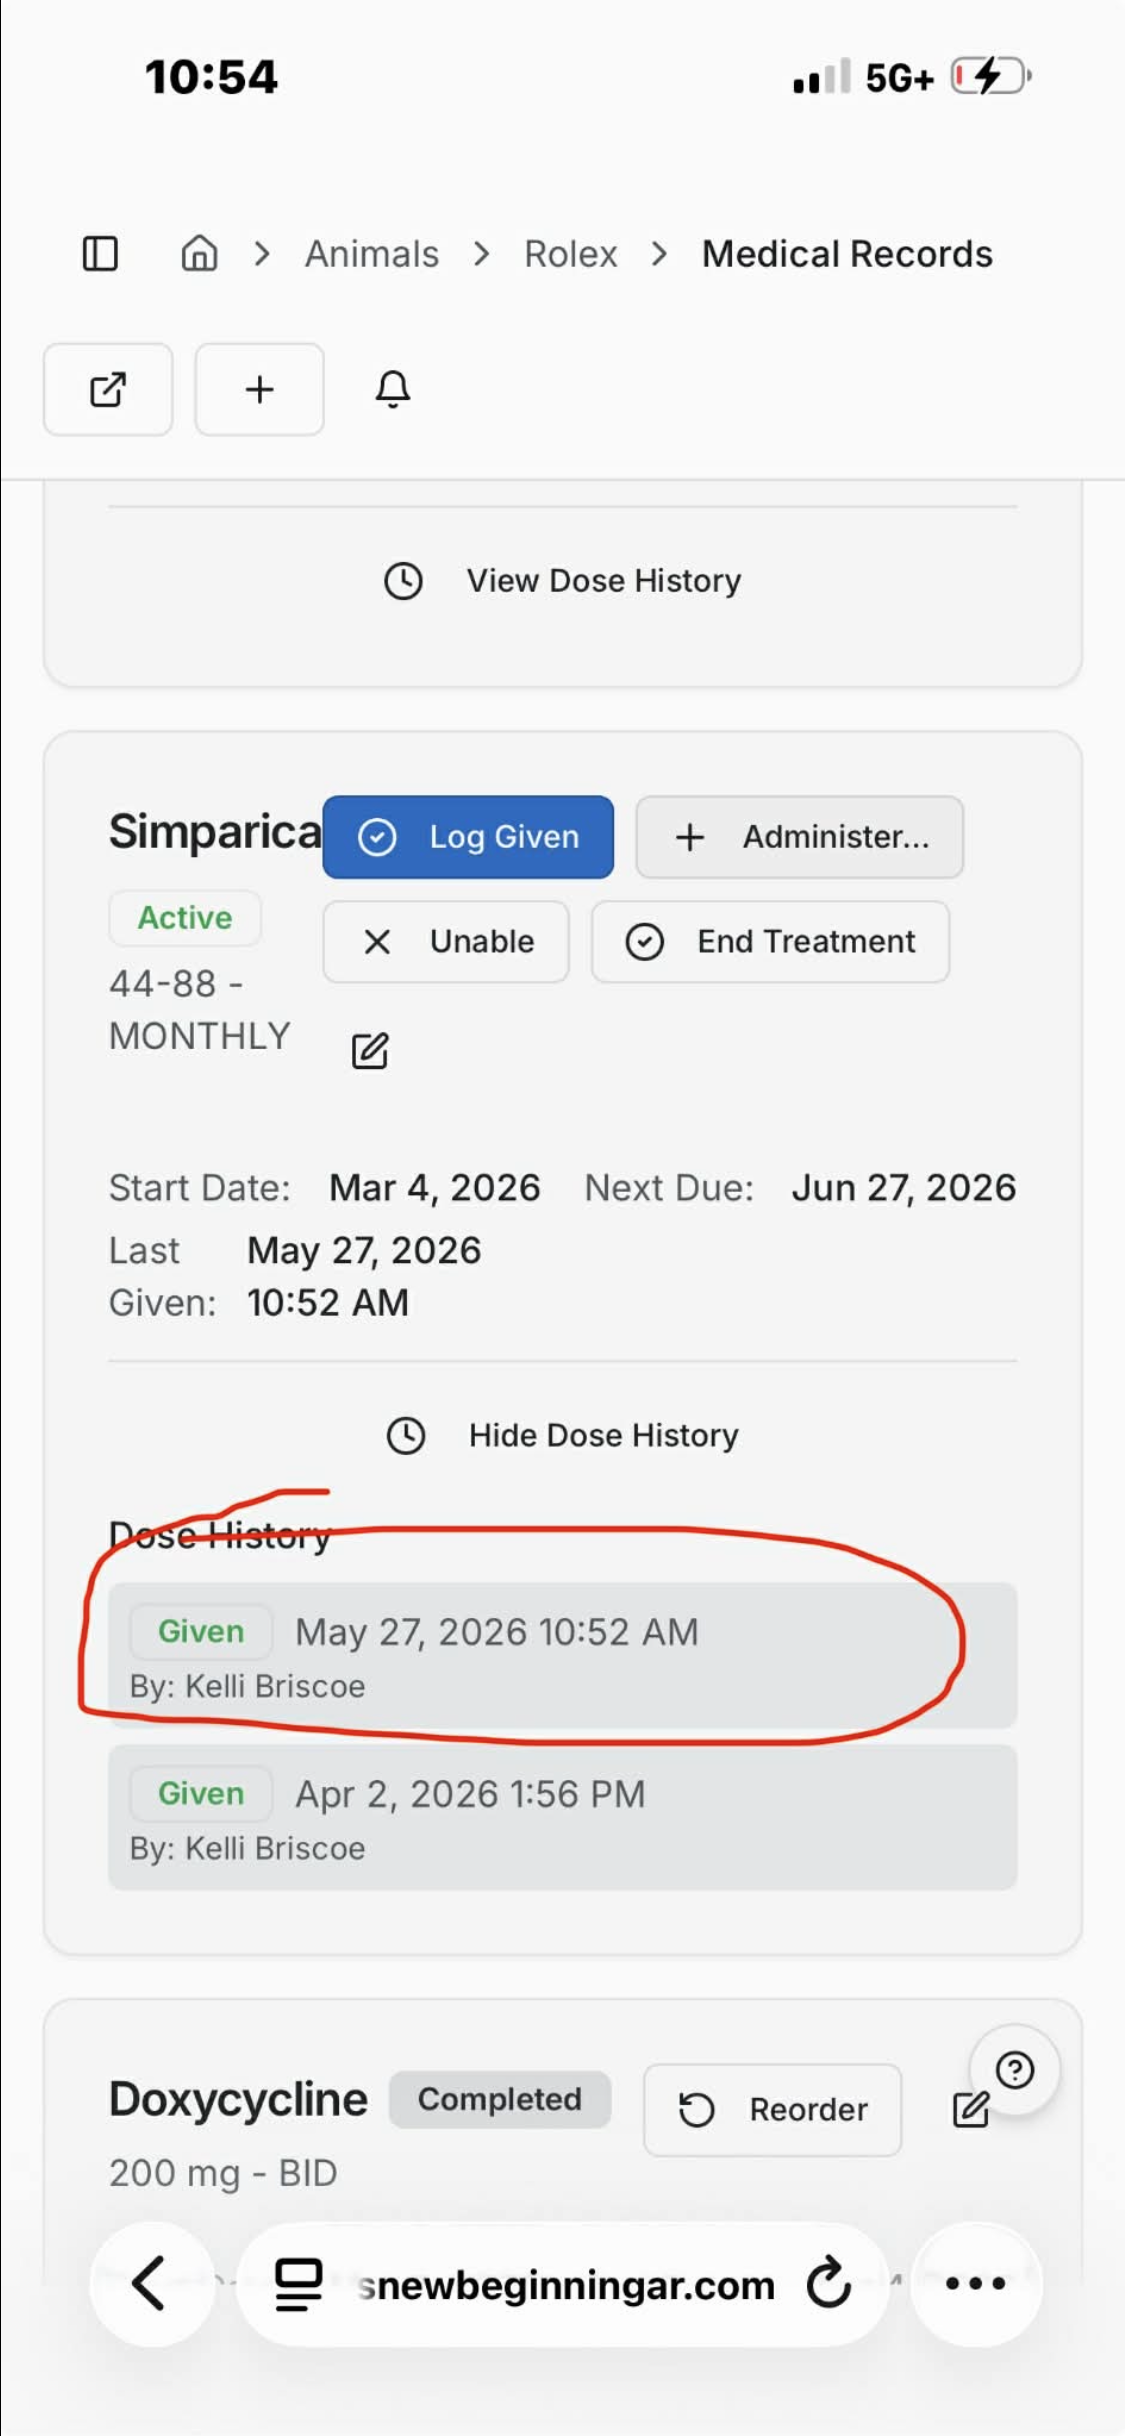 10:54
5G+
Animals > Rolex > Medical Records
View Dose History
Simparica
Log Given
+ Administer...
Active
Unable
End Treatment
44-88 -
MONTHLY
Start Date: Mar 4, 2026 Next Due: Jun 27, 2026
Last May 27, 2026
Given: 10:52 AM
Hide Dose History
Dose History
Given May 27, 2026 10:52 AM
By: Kelli Briscoe
Given Apr 2, 2026 1:56 PM
By: Kelli Briscoe
Doxycycline Completed Reorder
200 mg - BID
snewbeginningar.com